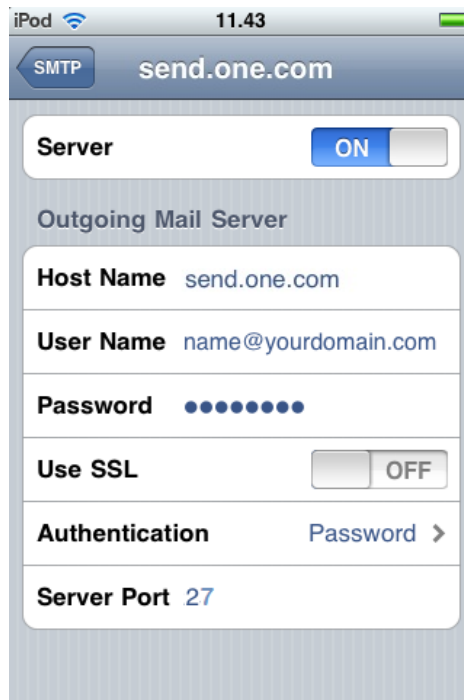 iPod 11.43
SMTP send.one.com
Server ON
Outgoing Mail Server
Host Name send.one.com
User Name name@yourdomain.com
Password ●●●●●●●●
Use SSL OFF
Authentication Password >
Server Port 27